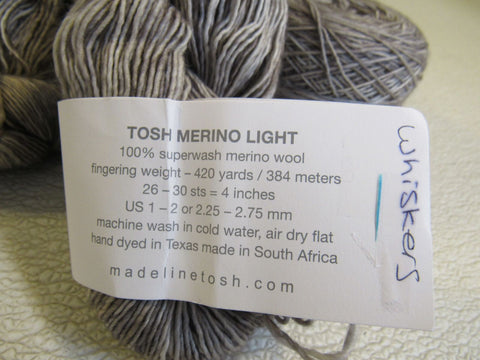 TOSH MERINO LIGHT
100% superwash merino wool
fingering weight – 420 yards / 384 meters
26 – 30 sts = 4 inches
US 1 – 2 or 2.25 – 2.75 mm
machine wash in cold water, air dry flat
hand dyed in Texas made in South Africa
madelinetosh.com
whiskers